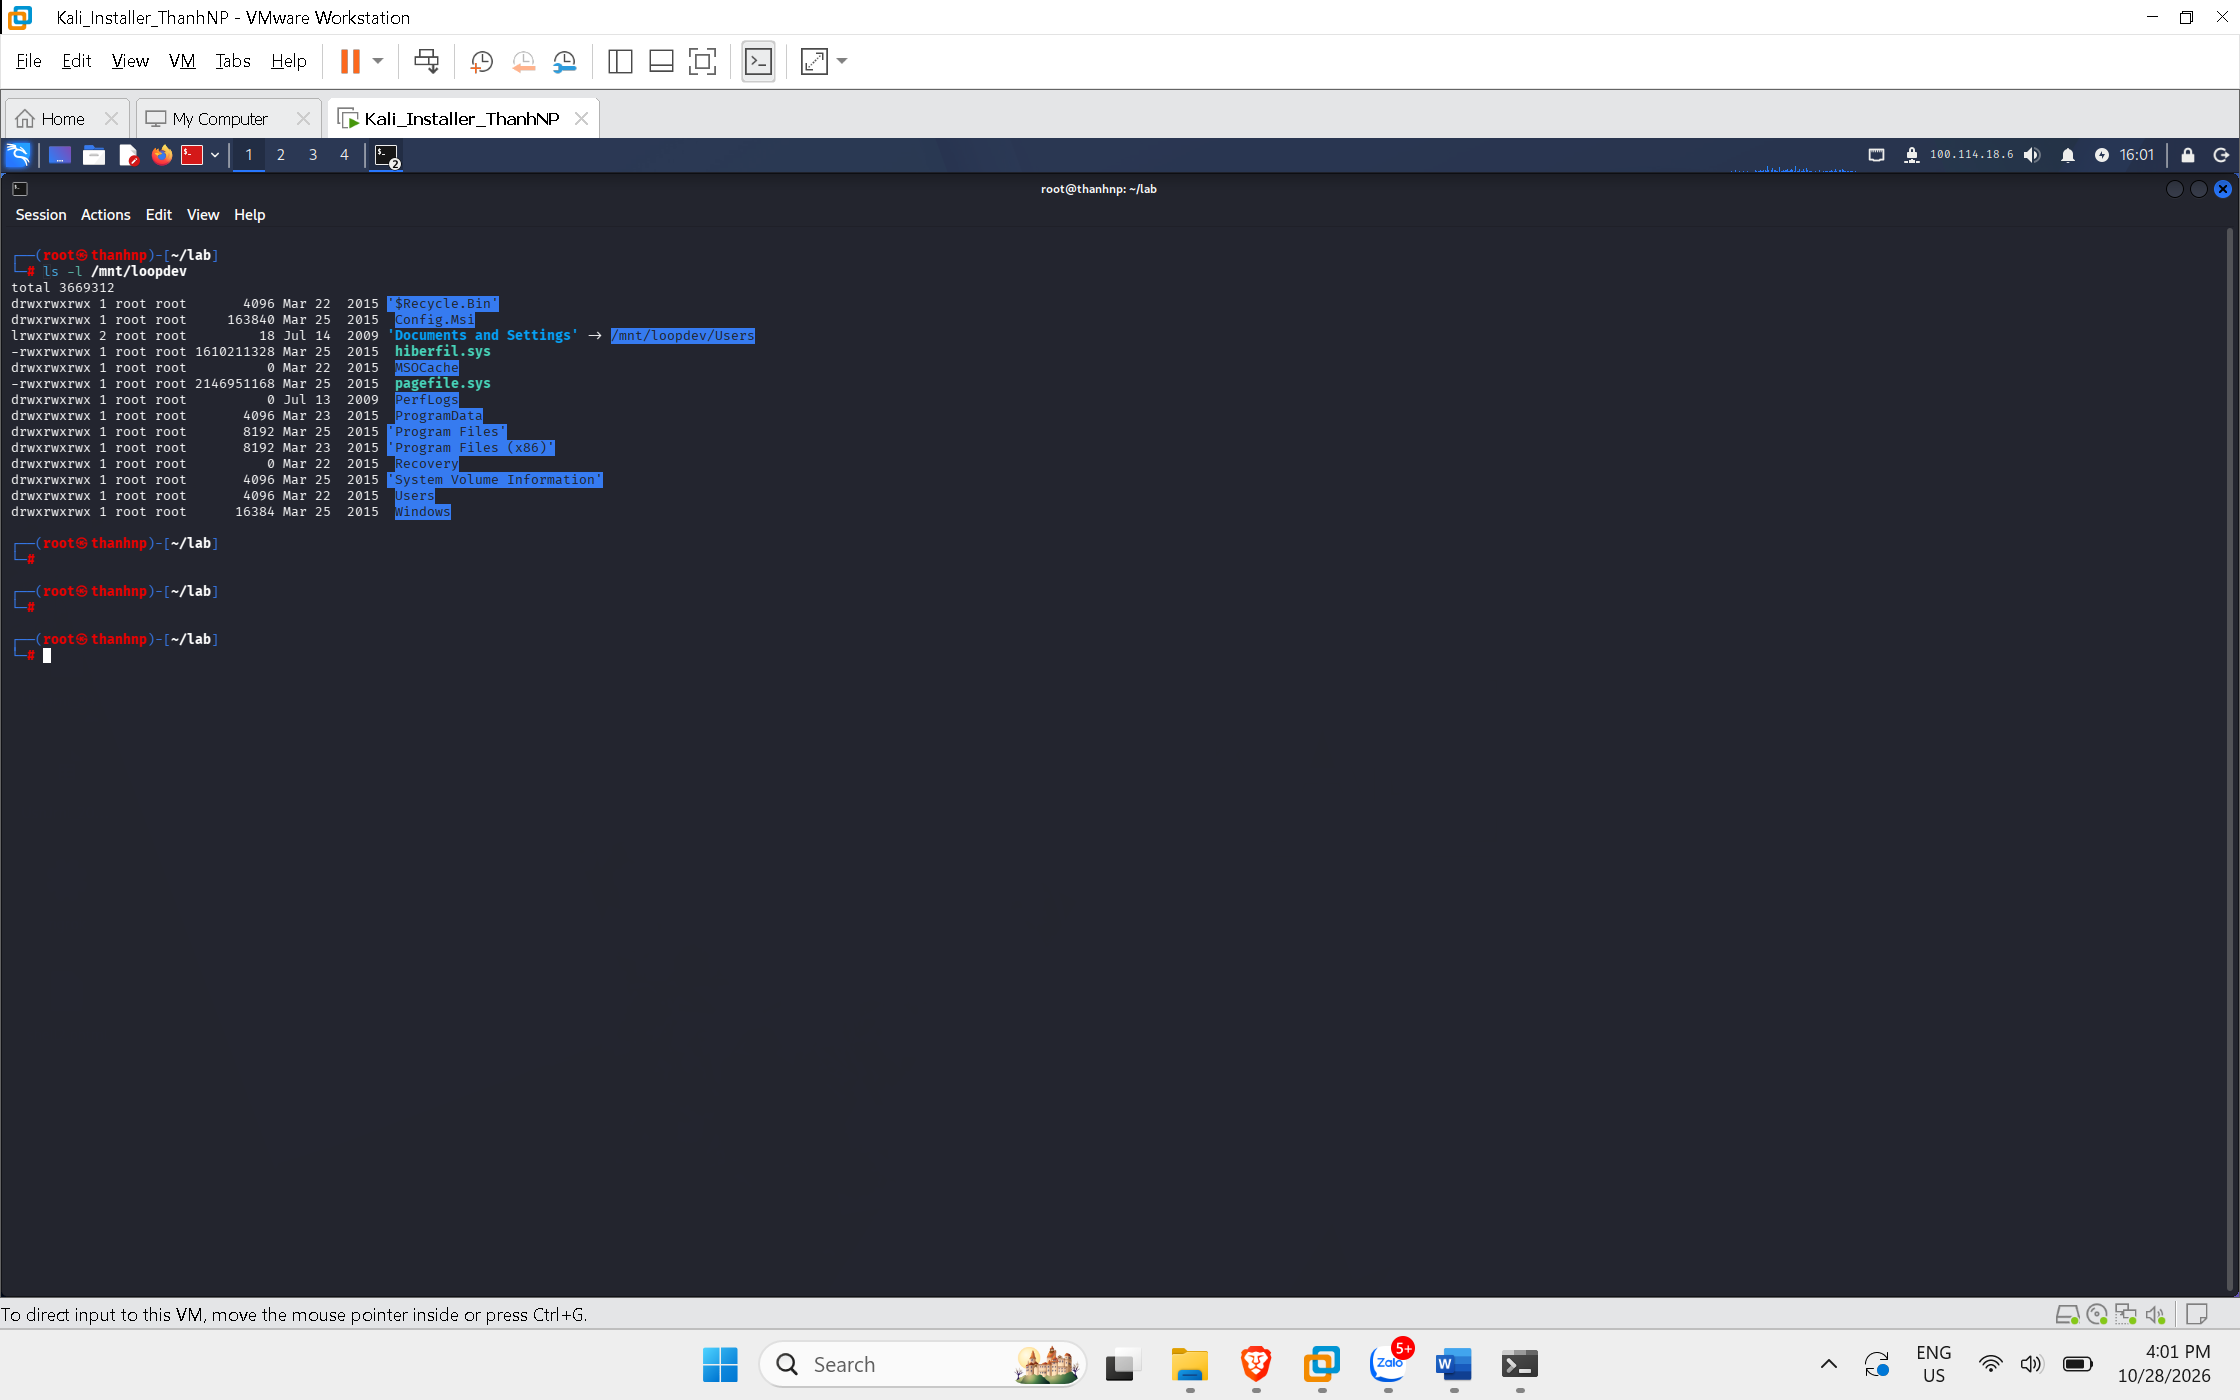 Kali_Installer_ThanhNP - VMware Workstation
File Edit View VM Tabs Help
Home My Computer Kali_Installer_ThanhNP
1 2 3 4 2 100.114.18.6 16:01
root@thanhnp: ~/lab
Session Actions Edit View Help
┌──(root㉿thanhnp)-[~/lab]
└─# ls -l /mnt/loopdev
total 3669312
drwxrwxrwx 1 root root       4096 Mar 22  2015 '$Recycle.Bin'
drwxrwxrwx 1 root root     163840 Mar 25  2015  Config.Msi
lrwxrwxrwx 2 root root         18 Jul 14  2009 'Documents and Settings' -> /mnt/loopdev/Users
-rwxrwxrwx 1 root root 1610211328 Mar 25  2015  hiberfil.sys
drwxrwxrwx 1 root root          0 Mar 22  2015  MSOCache
-rwxrwxrwx 1 root root 2146951168 Mar 25  2015  pagefile.sys
drwxrwxrwx 1 root root          0 Jul 13  2009  PerfLogs
drwxrwxrwx 1 root root       4096 Mar 23  2015  ProgramData
drwxrwxrwx 1 root root       8192 Mar 25  2015 'Program Files'
drwxrwxrwx 1 root root       8192 Mar 23  2015 'Program Files (x86)'
drwxrwxrwx 1 root root          0 Mar 22  2015  Recovery
drwxrwxrwx 1 root root       4096 Mar 25  2015 'System Volume Information'
drwxrwxrwx 1 root root       4096 Mar 22  2015  Users
drwxrwxrwx 1 root root      16384 Mar 25  2015  Windows
┌──(root㉿thanhnp)-[~/lab]
└─#
┌──(root㉿thanhnp)-[~/lab]
└─#
┌──(root㉿thanhnp)-[~/lab]
└─#
To direct input to this VM, move the mouse pointer inside or press Ctrl+G.
Search Zalo 5+ W ENG 4:01 PM
US 10/28/2026